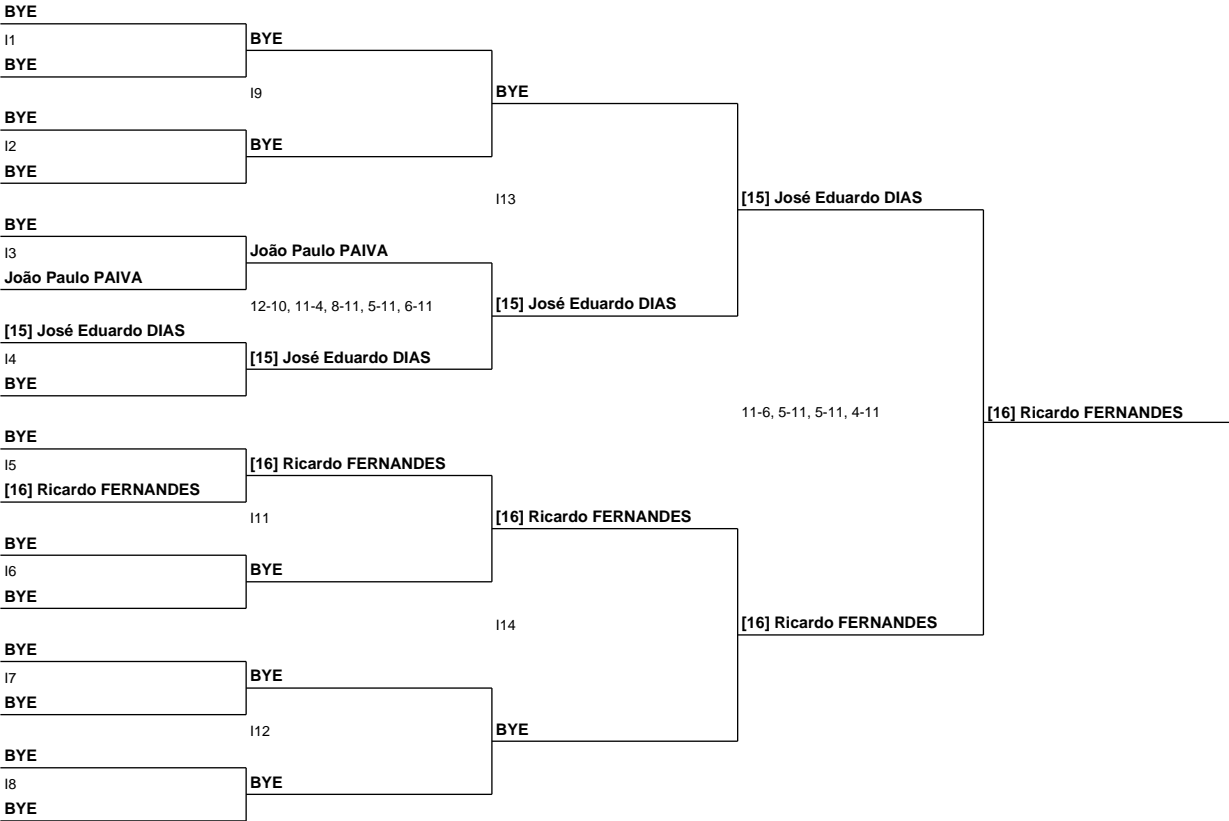 BYE
I1
BYE
BYE
I9
BYE
BYE
I2
BYE
BYE
I13
[15] José Eduardo DIAS
BYE
I3
João Paulo PAIVA
João Paulo PAIVA
12-10, 11-4, 8-11, 5-11, 6-11
[15] José Eduardo DIAS
[15] José Eduardo DIAS
I4
[15] José Eduardo DIAS
BYE
11-6, 5-11, 5-11, 4-11
[16] Ricardo FERNANDES
BYE
I5
[16] Ricardo FERNANDES
[16] Ricardo FERNANDES
I11
[16] Ricardo FERNANDES
BYE
I6
BYE
BYE
I14
[16] Ricardo FERNANDES
BYE
I7
BYE
BYE
I12
BYE
BYE
I8
BYE
BYE